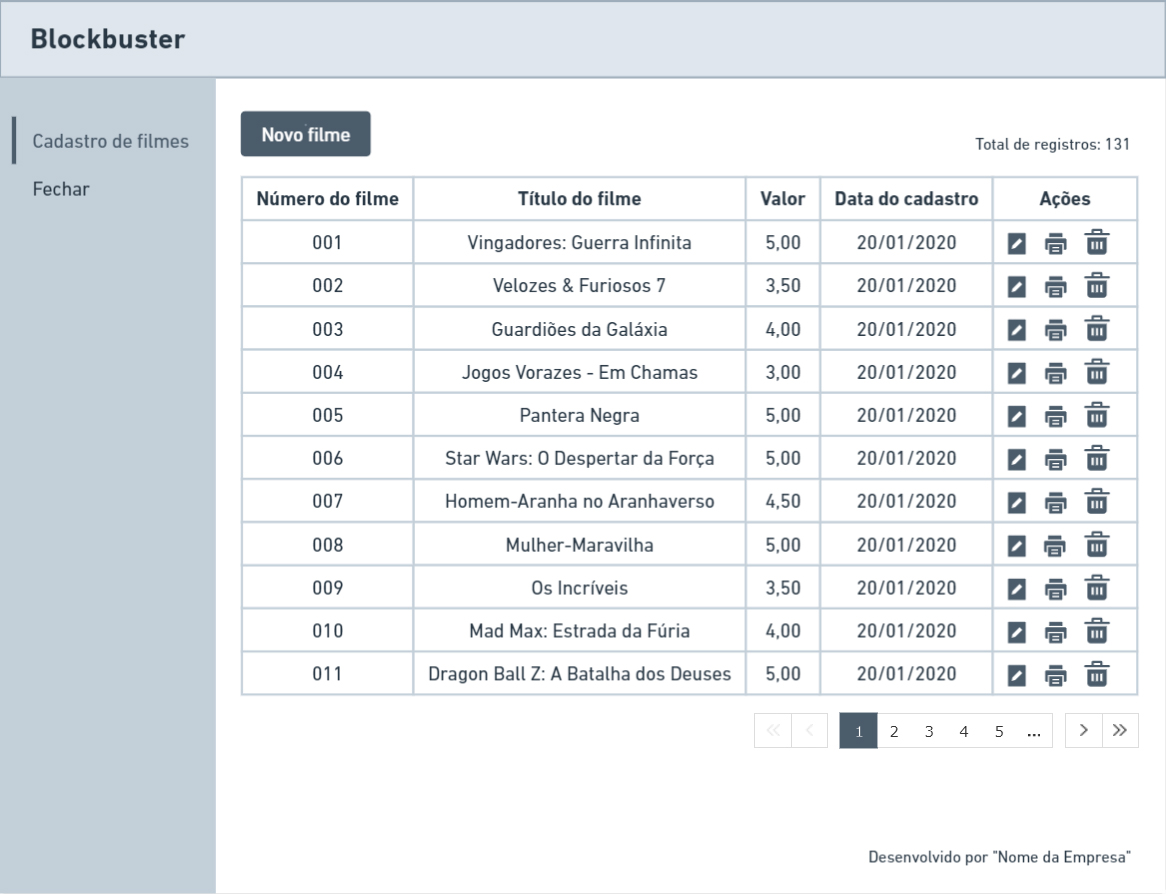 Blockbuster
Cadastro de filmes
Fechar
Novo filme
Total de registros: 131
Número do filme Título do filme Valor Data do cadastro Ações
001 Vingadores: Guerra Infinita 5,00 20/01/2020
002 Velozes & Furiosos 7 3,50 20/01/2020
003 Guardiões da Galáxia 4,00 20/01/2020
004 Jogos Vorazes - Em Chamas 3,00 20/01/2020
005 Pantera Negra 5,00 20/01/2020
006 Star Wars: O Despertar da Força 5,00 20/01/2020
007 Homem-Aranha no Aranhaverso 4,50 20/01/2020
008 Mulher-Maravilha 5,00 20/01/2020
009 Os Incríveis 3,50 20/01/2020
010 Mad Max: Estrada da Fúria 4,00 20/01/2020
011 Dragon Ball Z: A Batalha dos Deuses 5,00 20/01/2020
1 2 3 4 5 ...
Desenvolvido por "Nome da Empresa"